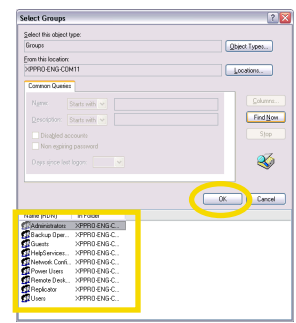 Select Groups
Select this object type:
Groups
Object Types...
From this location:
XPPRO-ENG-COM11
Locations...
Common Queries
Name:
Starts with
Columns...
Description:
Starts with
Find Now
Disabled accounts
Stop
Non expiring password
Days since last logon:
OK
Cancel
Name (RDN)
In Folder
Administrators XPPRO-ENG-C...
Backup Oper... XPPRO-ENG-C...
Guests XPPRO-ENG-C...
HelpServices... XPPRO-ENG-C...
Network Confi... XPPRO-ENG-C...
Power Users XPPRO-ENG-C...
Remote Desk... XPPRO-ENG-C...
Replicator XPPRO-ENG-C...
Users XPPRO-ENG-C...